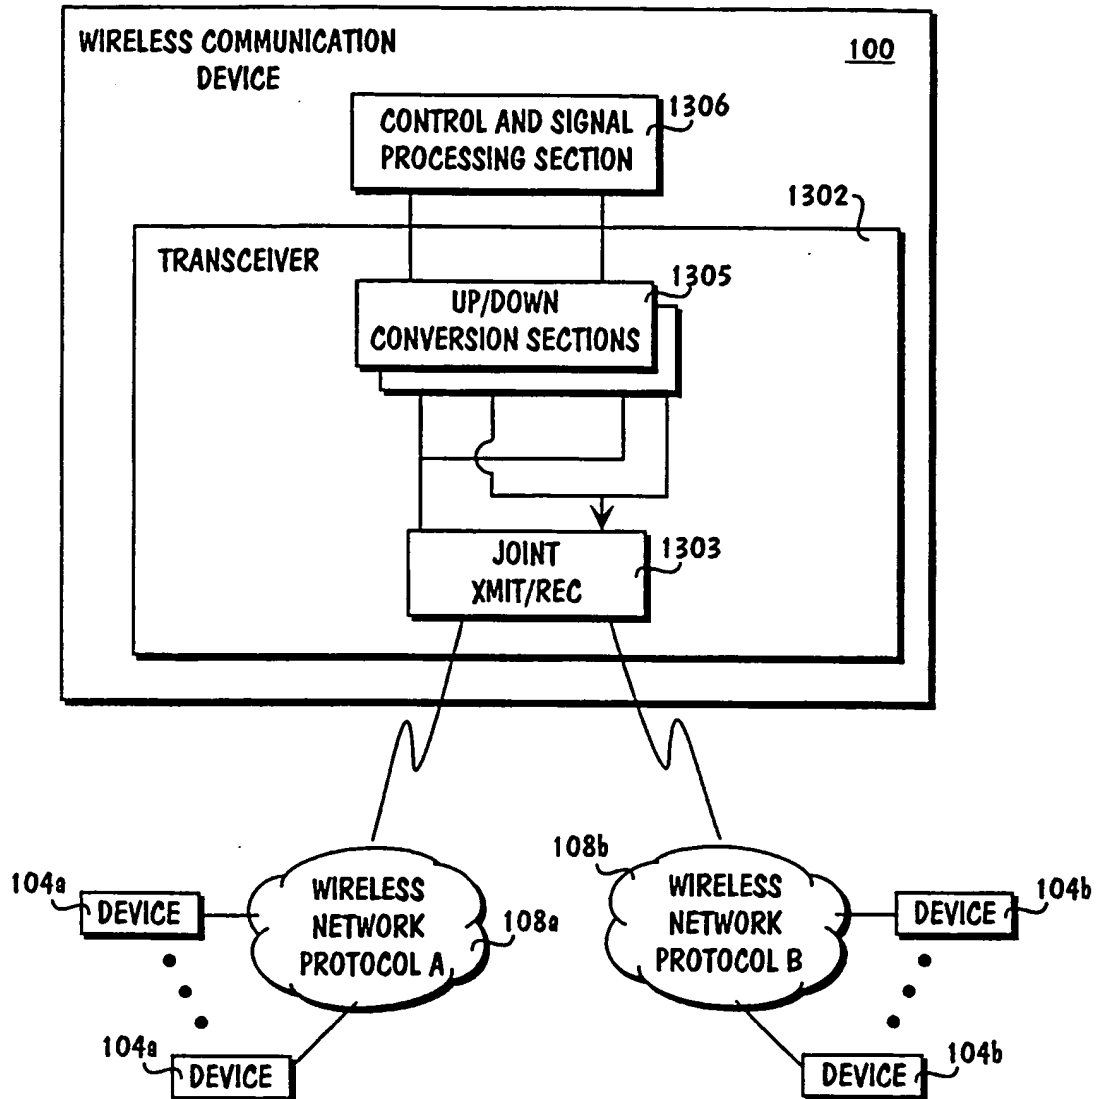 WIRELESS COMMUNICATION
DEVICE
100
CONTROL AND SIGNAL
PROCESSING SECTION
1306
1302
TRANSCEIVER
1305
UP/DOWN
CONVERSION SECTIONS
JOINT
XMIT/REC
1303
108b
104a
DEVICE
WIRELESS
NETWORK
PROTOCOL A
108a
WIRELESS
NETWORK
PROTOCOL B
DEVICE
104b
104a
DEVICE
DEVICE
104b